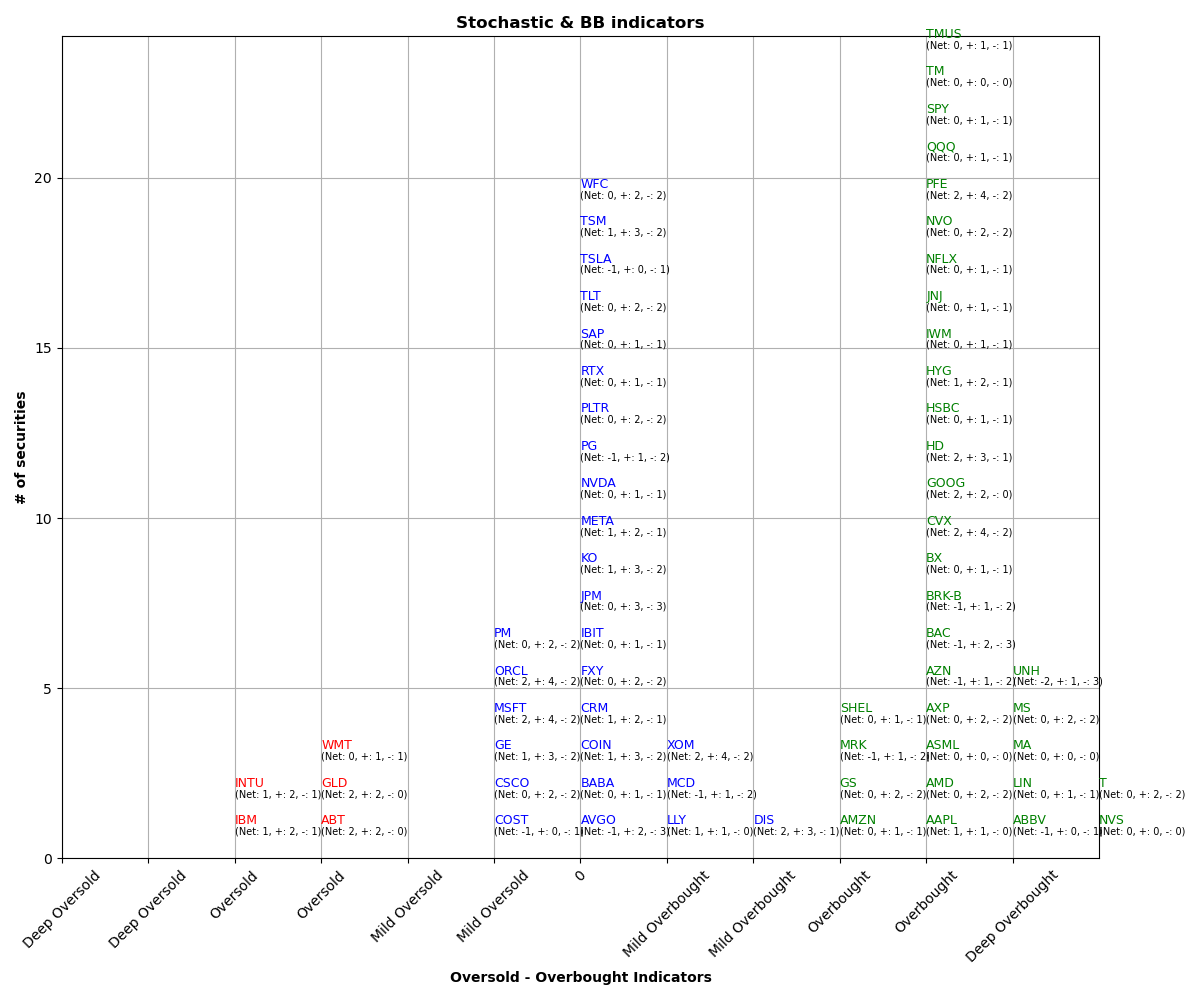 Stochastic & BB indicators
TMUS
(Net: 0, +: 1, -: 1)
TM
(Net: 0, +: 0, -: 0)
SPY
(Net: 0, +: 1, -: 1)
QQQ
(Net: 0, +: 1, -: 1)
20
WFC
(Net: 0, +: 2, -: 2)
PFE
(Net: 2, +: 4, -: 2)
TSM
(Net: 1, +: 3, -: 2)
NVO
(Net: 0, +: 2, -: 2)
TSLA
(Net: -1, +: 0, -: 1)
NFLX
(Net: 0, +: 1, -: 1)
TLT
(Net: 0, +: 2, -: 2)
JNJ
(Net: 0, +: 1, -: 1)
15
SAP
(Net: 0, +: 1, -: 1)
IWM
(Net: 0, +: 1, -: 1)
RTX
(Net: 0, +: 1, -: 1)
HYG
(Net: 1, +: 2, -: 1)
PLTR
(Net: 0, +: 2, -: 2)
HSBC
(Net: 0, +: 1, -: 1)
PG
(Net: -1, +: 1, -: 2)
HD
(Net: 2, +: 3, -: 1)
NVDA
(Net: 0, +: 1, -: 1)
GOOG
(Net: 2, +: 2, -: 0)
10
META
(Net: 1, +: 2, -: 1)
CVX
(Net: 2, +: 4, -: 2)
KO
(Net: 1, +: 3, -: 2)
BX
(Net: 0, +: 1, -: 1)
JPM
(Net: 0, +: 3, -: 3)
BRK-B
(Net: -1, +: 1, -: 2)
PM
(Net: 0, +: 2, -: 2)
IBIT
(Net: 0, +: 1, -: 1)
BAC
(Net: -1, +: 2, -: 3)
5
ORCL
(Net: 2, +: 4, -: 2)
FXY
(Net: 0, +: 2, -: 2)
AZN
(Net: -1, +: 1, -: 2)
UNH
(Net: -2, +: 1, -: 3)
MSFT
(Net: 2, +: 4, -: 2)
CRM
(Net: 1, +: 2, -: 1)
SHEL
(Net: 0, +: 1, -: 1)
AXP
(Net: 0, +: 2, -: 2)
MS
(Net: 0, +: 2, -: 2)
WMT
(Net: 0, +: 1, -: 1)
GE
(Net: 1, +: 3, -: 2)
COIN
(Net: 1, +: 3, -: 2)
XOM
(Net: 2, +: 4, -: 2)
MRK
(Net: -1, +: 1, -: 2)
ASML
(Net: 0, +: 0, -: 0)
MA
(Net: 0, +: 0, -: 0)
INTU
(Net: 1, +: 2, -: 1)
GLD
(Net: 2, +: 2, -: 0)
CSCO
(Net: 0, +: 2, -: 2)
BABA
(Net: 0, +: 1, -: 1)
MCD
(Net: -1, +: 1, -: 2)
GS
(Net: 0, +: 2, -: 2)
AMD
(Net: 0, +: 2, -: 2)
LIN
(Net: 0, +: 1, -: 1)
T
(Net: 0, +: 2, -: 2)
IBM
(Net: 1, +: 2, -: 1)
ABT
(Net: 2, +: 2, -: 0)
COST
(Net: -1, +: 0, -: 1)
AVGO
(Net: -1, +: 2, -: 3)
LLY
(Net: 1, +: 1, -: 0)
DIS
(Net: 2, +: 3, -: 1)
AMZN
(Net: 0, +: 1, -: 1)
AAPL
(Net: 1, +: 1, -: 0)
ABBV
(Net: -1, +: 0, -: 1)
NVS
(Net: 0, +: 0, -: 0)
0
# of securities
Deep Oversold
Deep Oversold
Oversold
Oversold
Mild Oversold
Mild Oversold
0
Mild Overbought
Mild Overbought
Overbought
Overbought
Deep Overbought
Oversold - Overbought Indicators